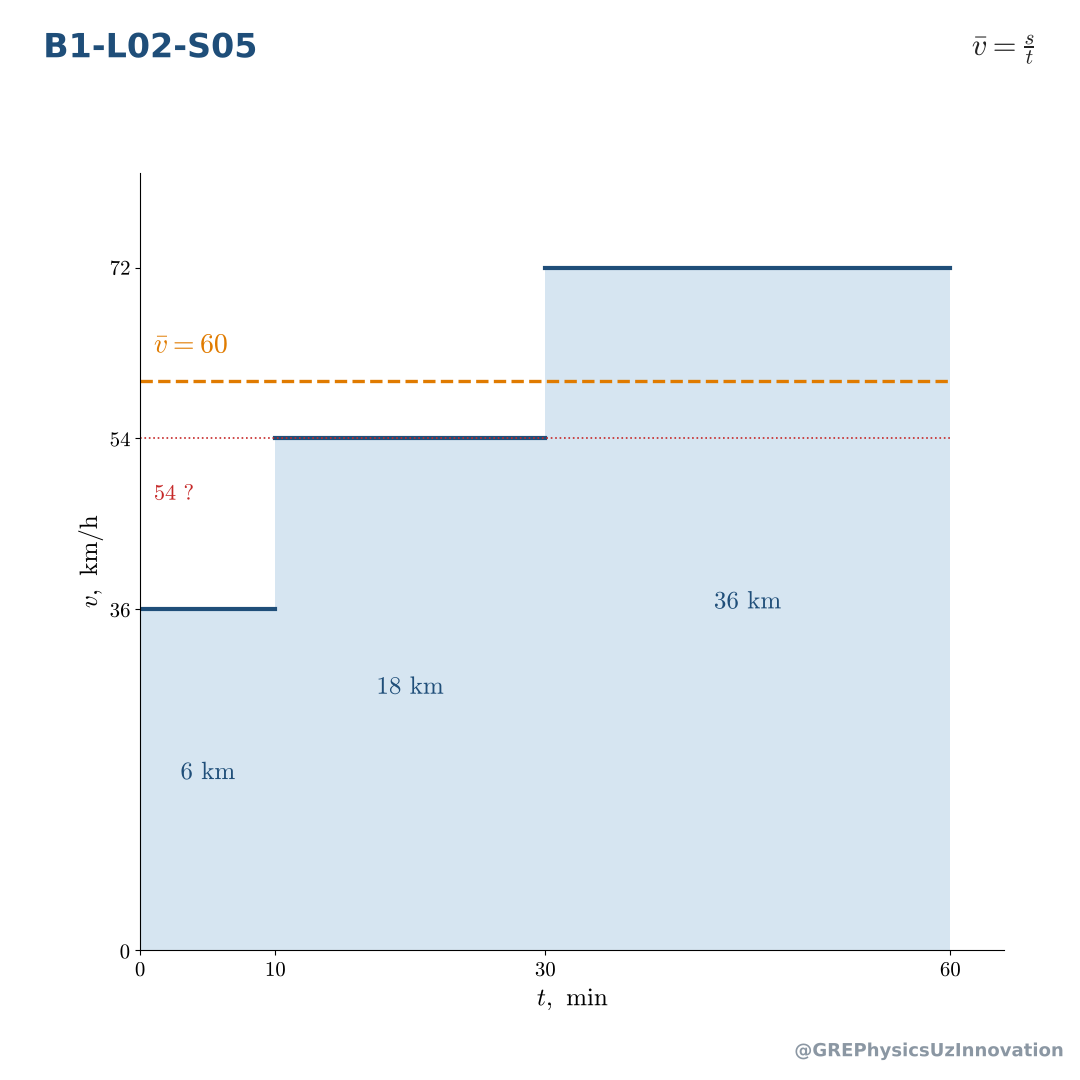 B1-L02-S05
v̄ = s/t
72
v̄ = 60
54
54 ?
v, km/h
36
36 km
18 km
6 km
0
0 10 30 60
t, min
@GREPhysicsUzInnovation